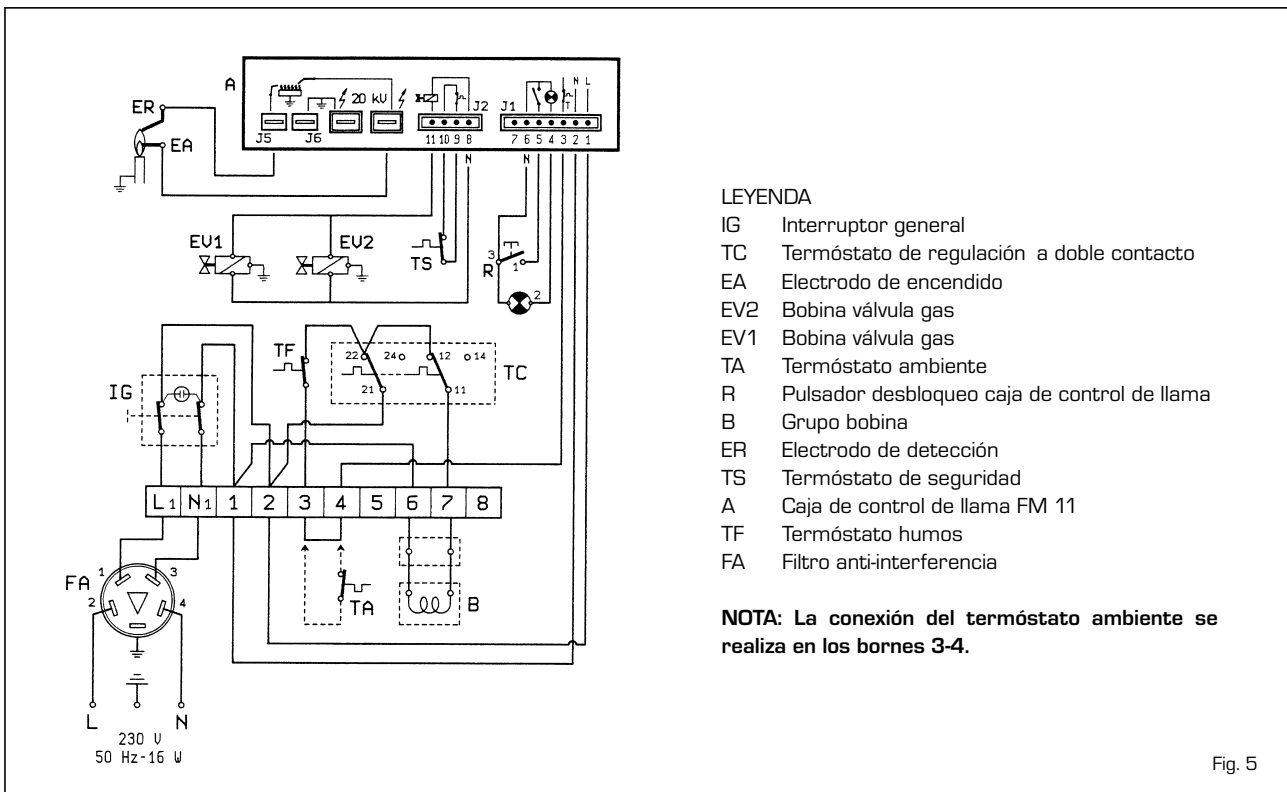 A
ER
EA
20 kV
J5
J6
J2
J1
N L
T
11 10 9 8
7 6 5 4 3 2 1
N
N
EV1
EV2
TS
3
1
R
2
TF
22
24
12
14
TC
21
11
IG
L1 N1 1 2 3 4 5 6 7 8
FA
1
3
2
4
TA
B
L
N
230 V
50 Hz-16 W
LEYENDA
IG Interruptor general
TC Termóstato de regulación a doble contacto
EA Electrodo de encendido
EV2 Bobina válvula gas
EV1 Bobina válvula gas
TA Termóstato ambiente
R Pulsador desbloqueo caja de control de llama
B Grupo bobina
ER Electrodo de detección
TS Termóstato de seguridad
A Caja de control de llama FM 11
TF Termóstato humos
FA Filtro anti-interferencia
NOTA: La conexión del termóstato ambiente se
realiza en los bornes 3-4.
Fig. 5